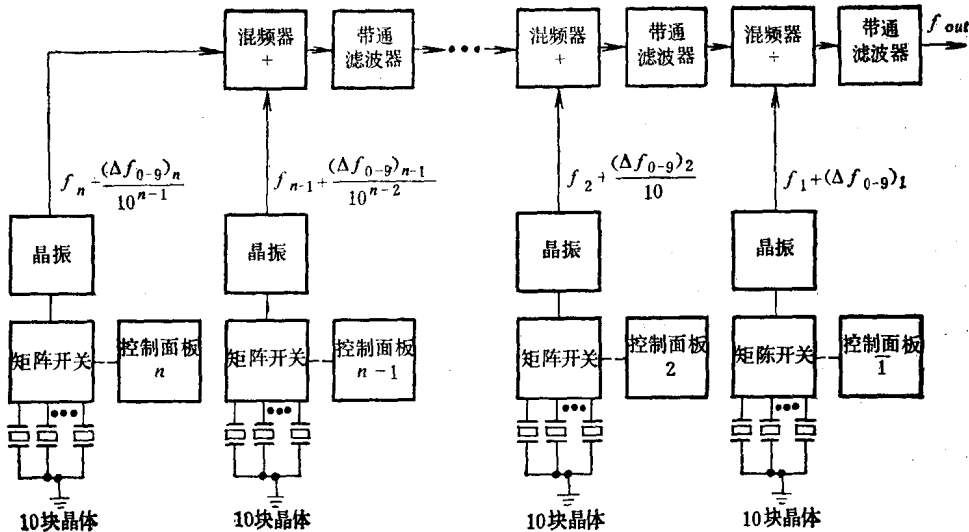 混频器
+
带通
滤波器
•••
混频器
+
带通
滤波器
混频器
÷
带通
滤波器
f out
f n + (Δf 0-9)n / 10^(n-1)
f n-1 + (Δf 0-9)n-1 / 10^(n-2)
f 2 + (Δf 0-9)2 / 10
f 1 + (Δf 0-9)1
晶振
晶振
晶振
晶振
矩阵开关
控制面板
n
矩阵开关
控制面板
n-1
矩阵开关
控制面板
2
矩陈开关
控制面板
1
•••
•••
•••
•••
10块晶体
10块晶体
10块晶体
10块晶体